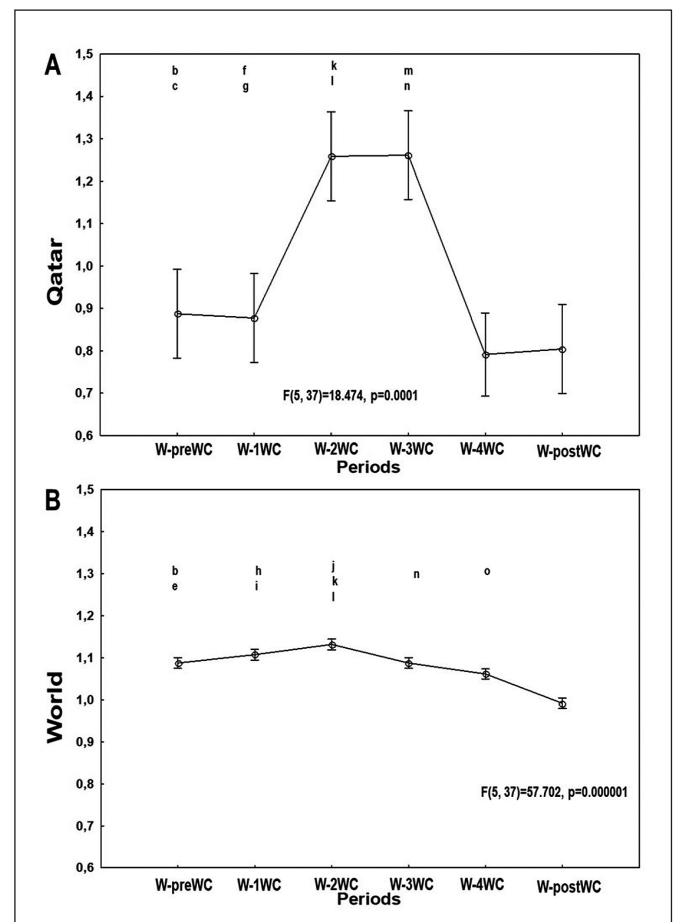 A
1,5
1,4
1,3
1,2
1,1
1,0
0,9
0,8
0,7
0,6
Qatar
b f k m
c g l n
F(5, 37)=18.474, p=0.0001
W-preWC W-1WC W-2WC W-3WC W-4WC W-postWC
Periods
B
1,5
1,4
1,3
1,2
1,1
1,0
0,9
0,8
0,7
0,6
World
b h j n o
e i k
l
F(5, 37)=57.702, p=0.000001
W-preWC W-1WC W-2WC W-3WC W-4WC W-postWC
Periods